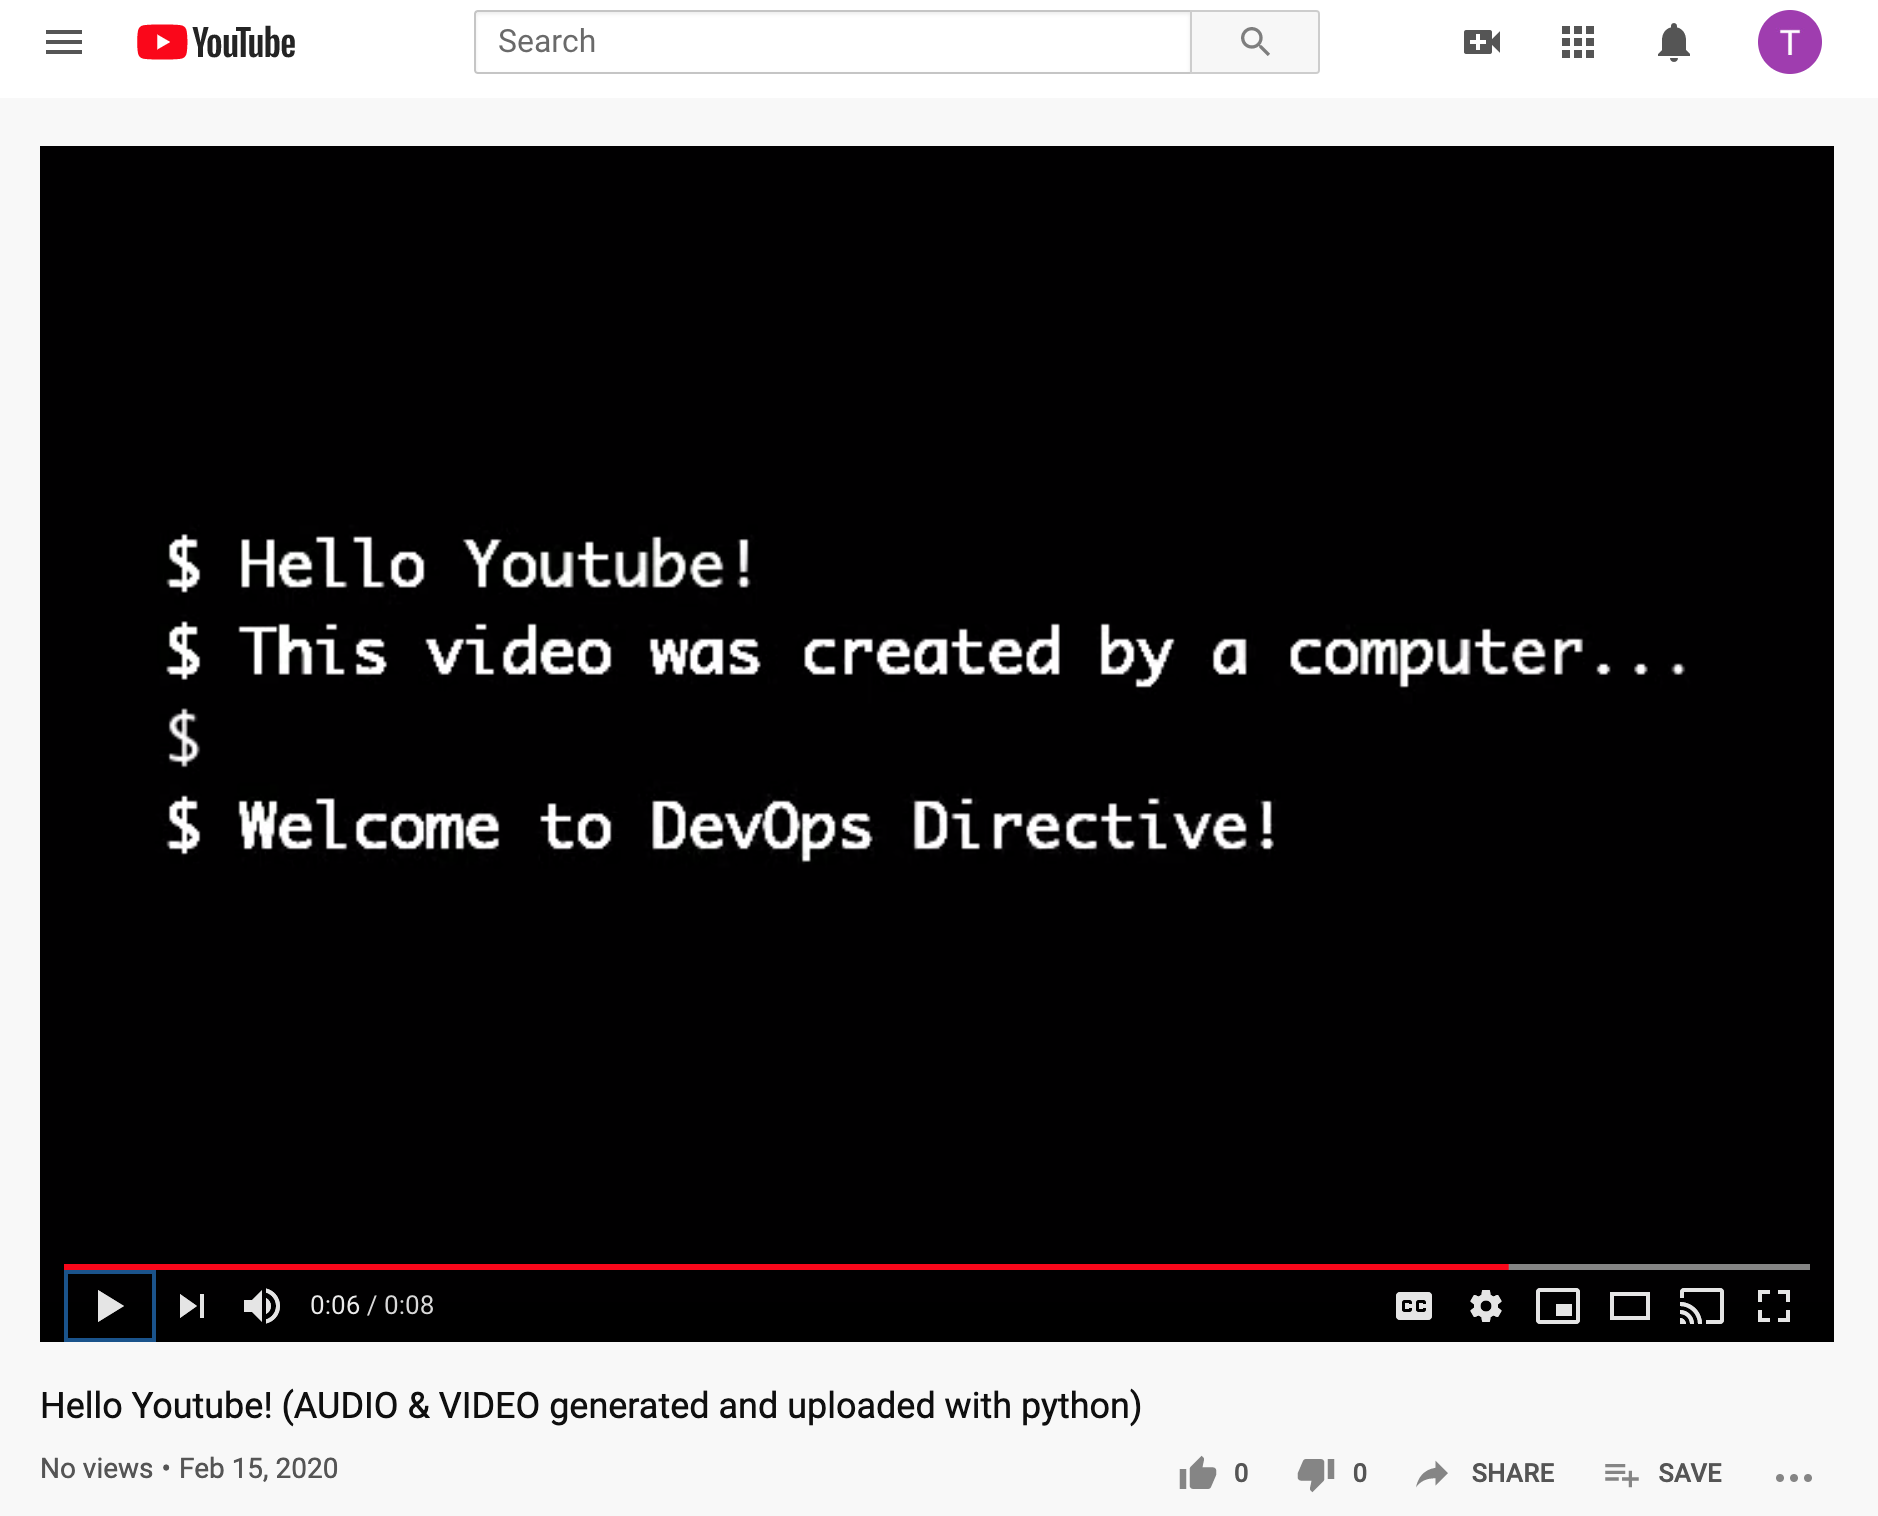 YouTube
Search
T
$ Hello Youtube!
$ This video was created by a computer...
$
$ Welcome to DevOps Directive!
0:06 / 0:08
CC
Hello Youtube! (AUDIO & VIDEO generated and uploaded with python)
No views • Feb 15, 2020
0
0
SHARE
SAVE